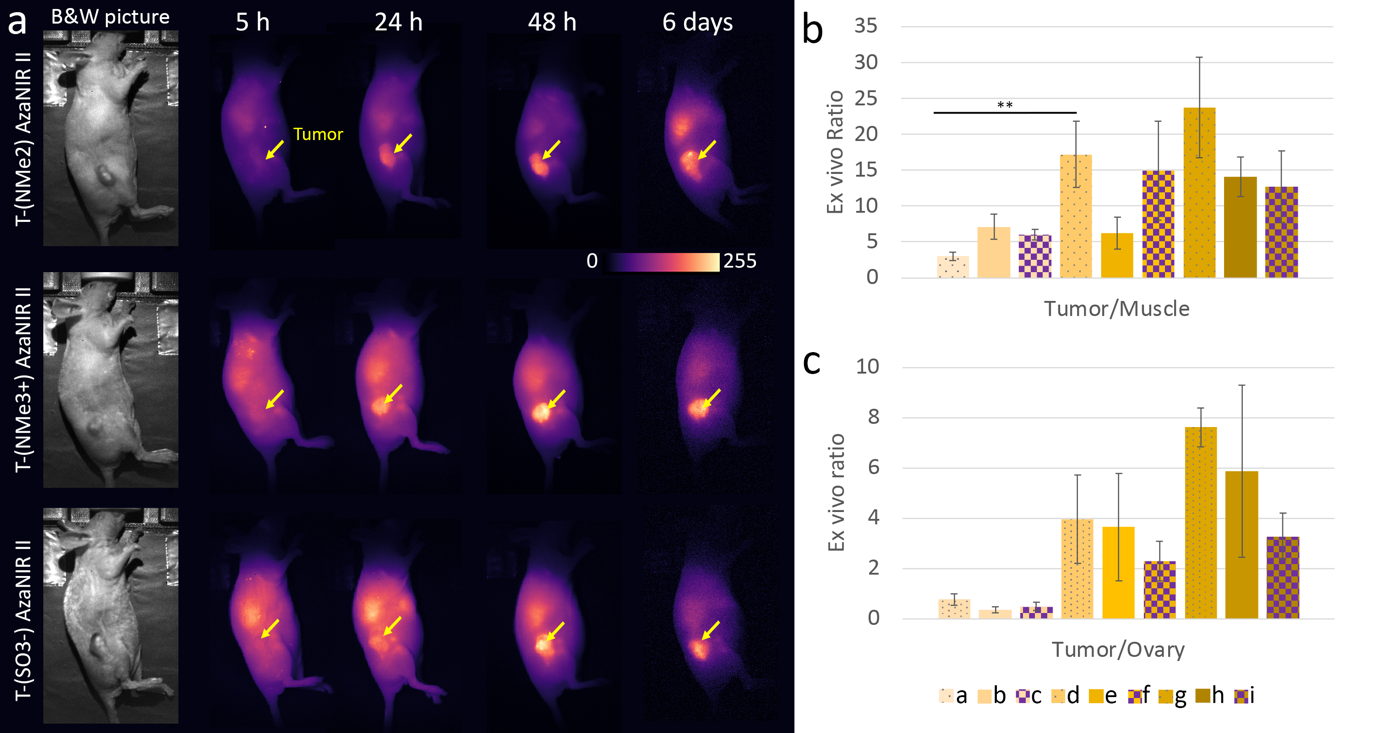 a
B&W picture
5 h
24 h
48 h
6 days
T-(NMe2) AzaNIR II
Tumor
0
255
T-(NMe3+) AzaNIR II
T-(SO3-) AzaNIR II
b
Ex vivo Ratio
35
30
25
20
15
10
5
0
**
Tumor/Muscle
c
Ex vivo ratio
10
8
6
4
2
0
Tumor/Ovary
a b c d e f g h i